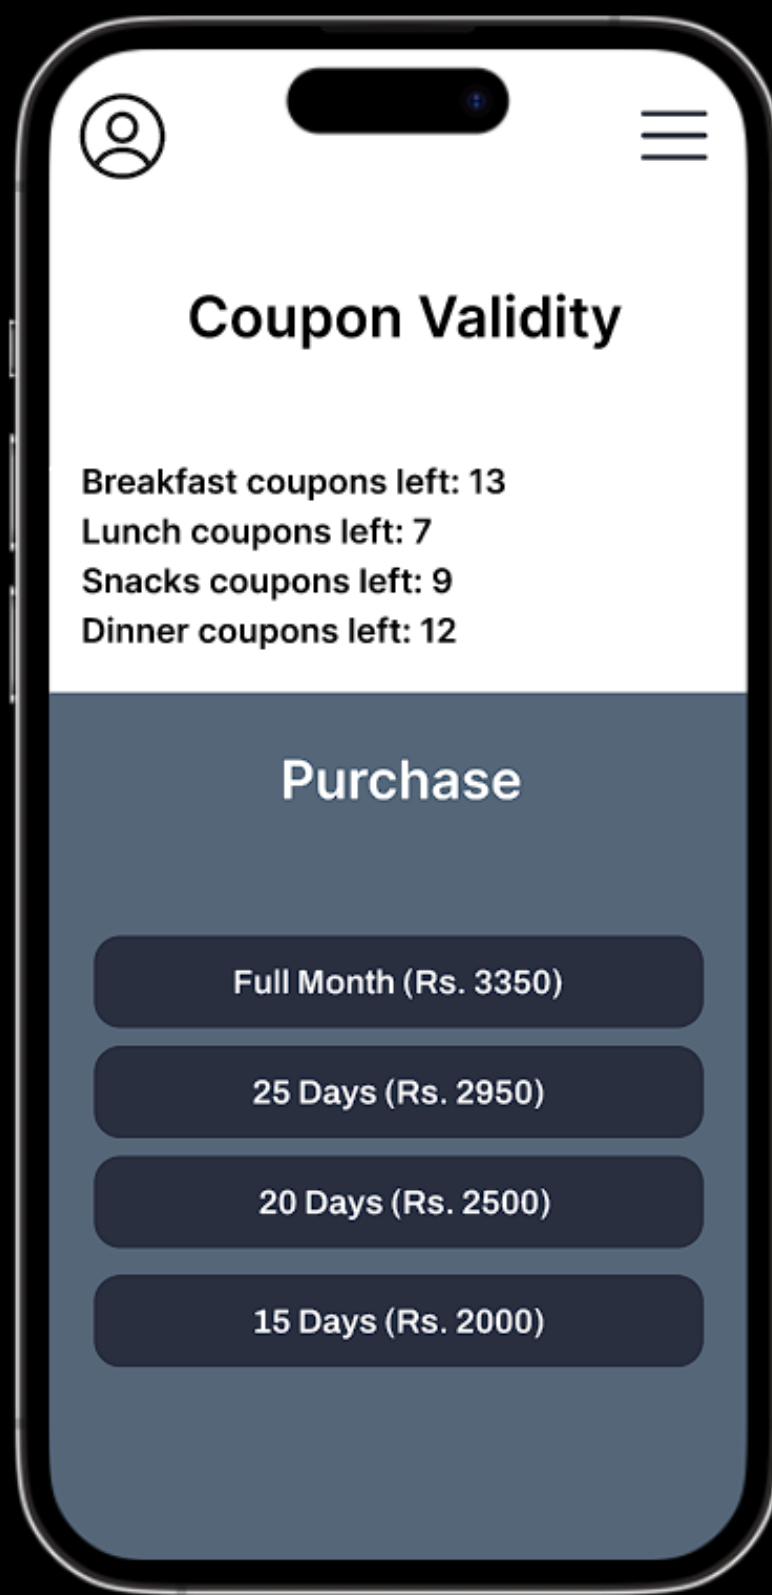 Coupon Validity
Breakfast coupons left: 13
Lunch coupons left: 7
Snacks coupons left: 9
Dinner coupons left: 12
Purchase
Full Month (Rs. 3350)
25 Days (Rs. 2950)
20 Days (Rs. 2500)
15 Days (Rs. 2000)